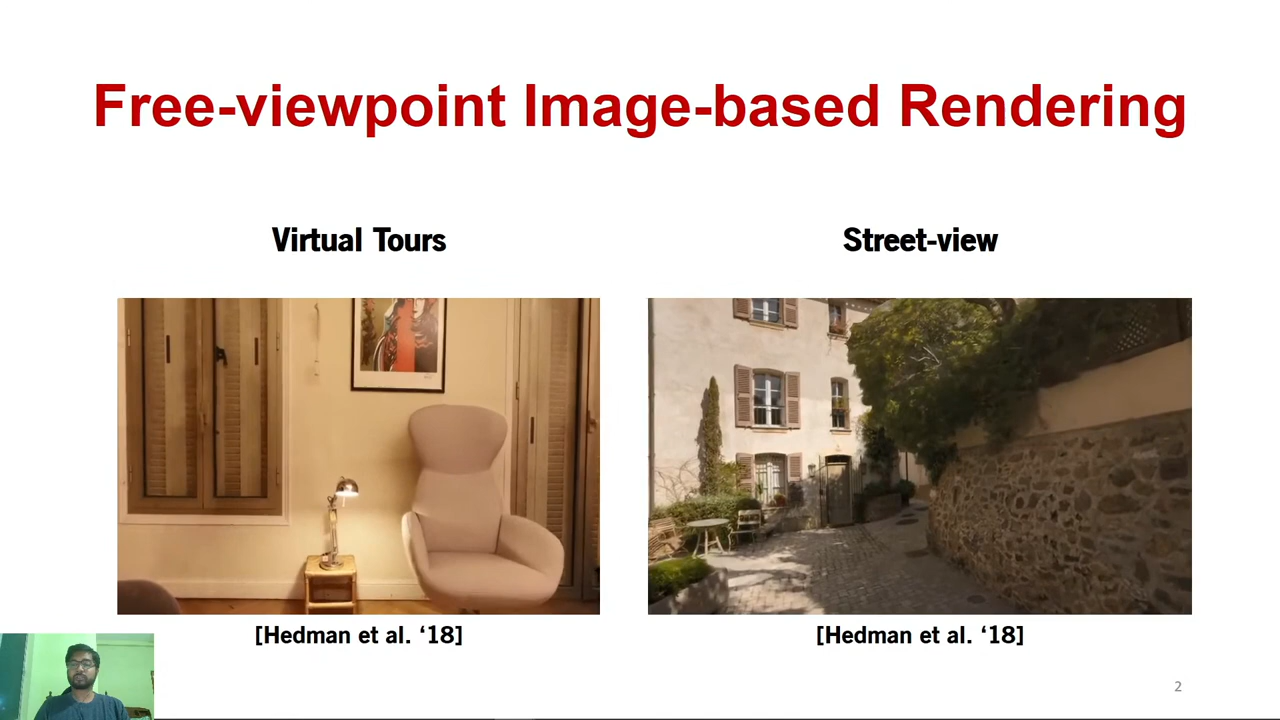 Free-viewpoint Image-based Rendering
Virtual Tours
Street-view
[Hedman et al. ‘18]
[Hedman et al. ‘18]
2